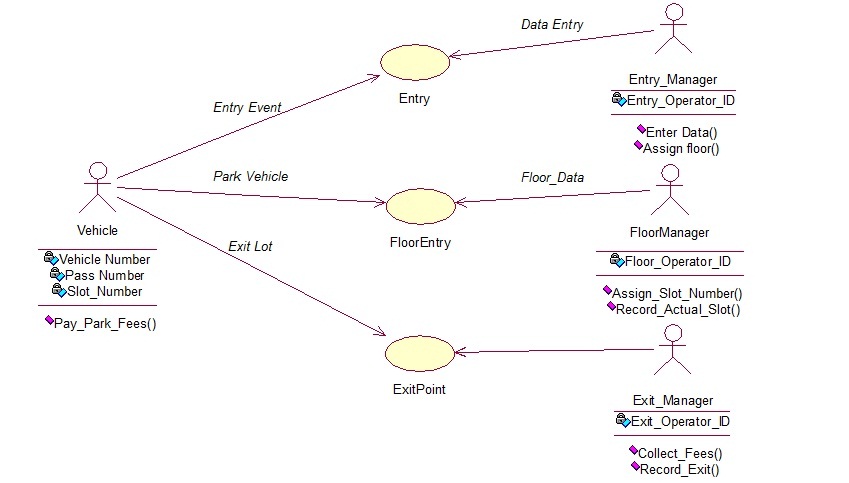 Data Entry
Entry_Manager
Entry_Operator_ID
Enter Data()
Assign floor()
Entry
Entry Event
Park Vehicle
Floor_Data
FloorEntry
Exit Lot
Vehicle
Vehicle Number
Pass Number
Slot_Number
Pay_Park_Fees()
FloorManager
Floor_Operator_ID
Assign_Slot_Number()
Record_Actual_Slot()
ExitPoint
Exit_Manager
Exit_Operator_ID
Collect_Fees()
Record_Exit()